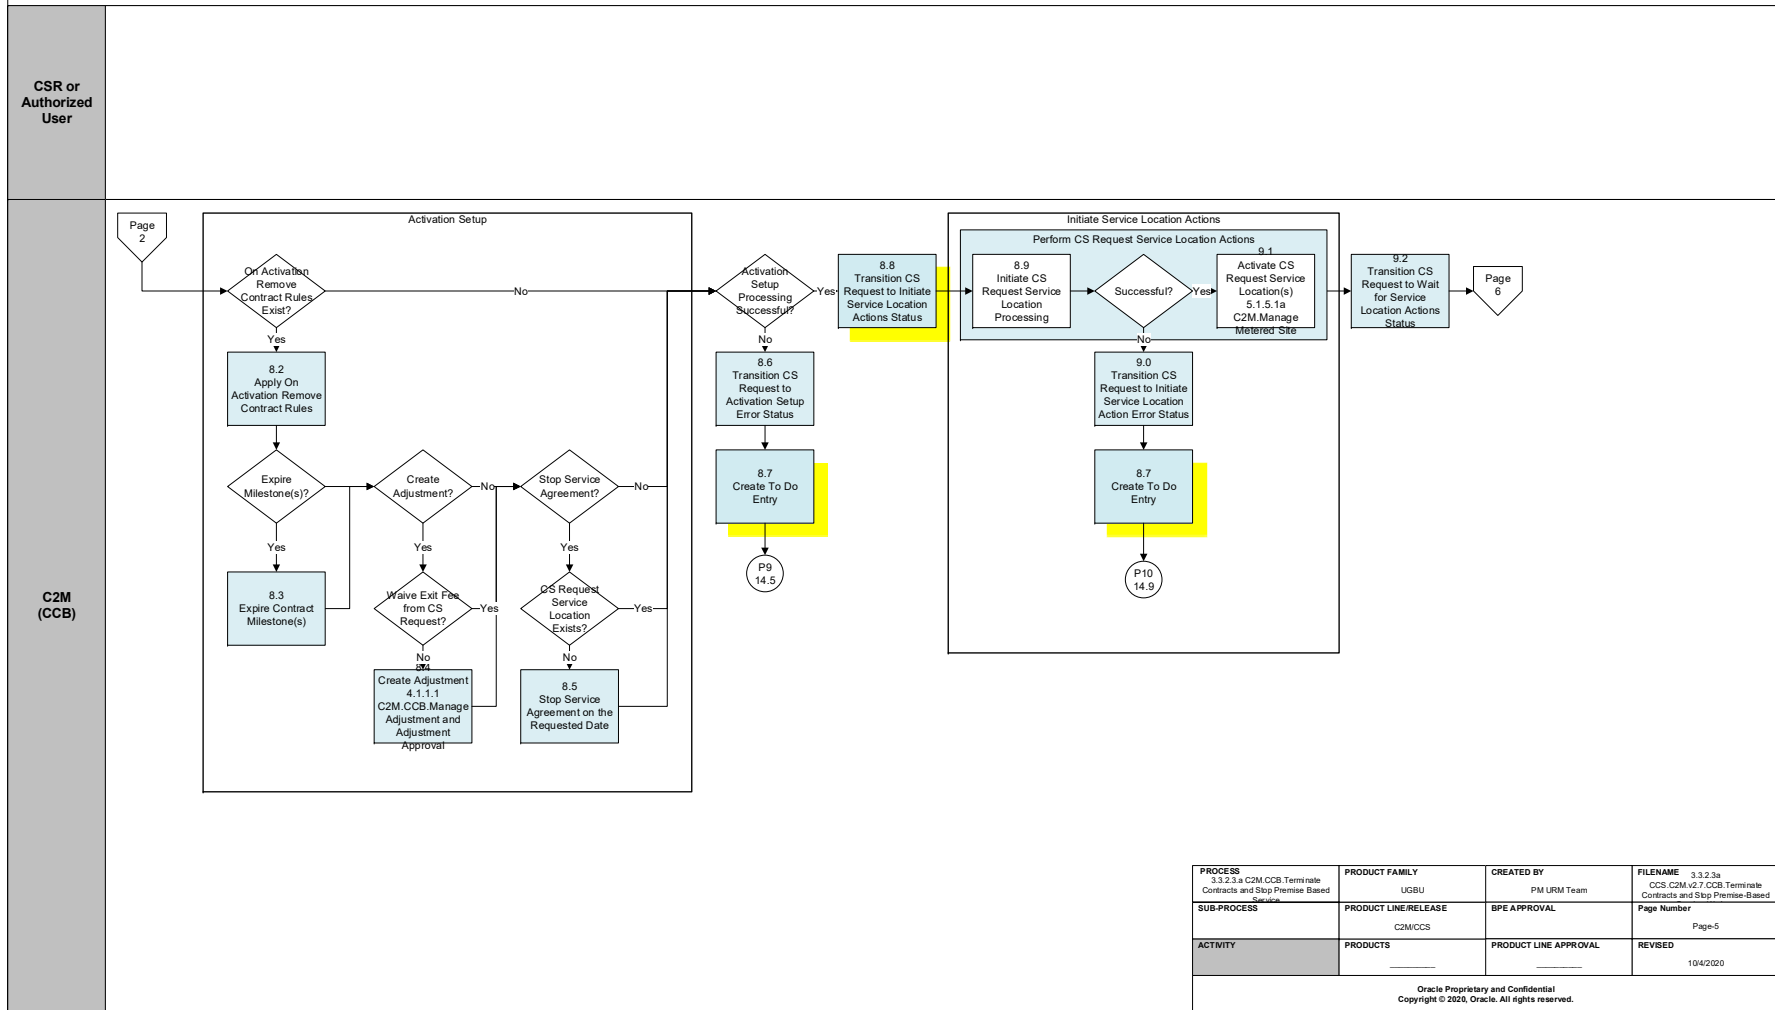 CSR or
Authorized
User
C2M
(CCB)
Page
2
Activation Setup
On Activation
Remove
Contract Rules
Exist?
No
Yes
8.2
Apply On
Activation Remove
Contract Rules
Expire
Milestone(s)?
Yes
8.3
Expire Contract
Milestone(s)
Create
Adjustment?
No
Yes
Waive Exit Fee
from CS
Request?
Yes
No
8.4
Create Adjustment
4.1.1.1
C2M.CCB.Manage
Adjustment and
Adjustment
Approval
Stop Service
Agreement?
No
Yes
CS Request
Service
Location
Exists?
Yes
No
8.5
Stop Service
Agreement on the
Requested Date
Activation
Setup
Processing
Successful?
Yes
No
8.6
Transition CS
Request to
Activation Setup
Error Status
8.7
Create To Do
Entry
P9
14.5
8.8
Transition CS
Request to Initiate
Service Location
Actions Status
Initiate Service Location Actions
Perform CS Request Service Location Actions
8.9
Initiate CS
Request Service
Location
Processing
Successful?
Yes
No
9.1
Activate CS
Request Service
Location(s)
5.1.5.1a
C2M.Manage
Metered Site
9.0
Transition CS
Request to Initiate
Service Location
Action Error Status
8.7
Create To Do
Entry
P10
14.9
9.2
Transition CS
Request to Wait
for Service
Location Actions
Status
Page
6
PROCESS
3.3.2.3.a C2M.CCB.Terminate
Contracts and Stop Premise Based
Service
PRODUCT FAMILY
UGBU
CREATED BY
PM URM Team
FILENAME
3.3.2.3a
CCS.C2M.v2.7.CCB.Terminate
Contracts and Stop Premise-Based
SUB-PROCESS
PRODUCT LINE/RELEASE
C2M/CCS
BPE APPROVAL
Page Number
Page-5
ACTIVITY
PRODUCTS
PRODUCT LINE APPROVAL
REVISED
10/4/2020
Oracle Proprietary and Confidential
Copyright © 2020, Oracle. All rights reserved.